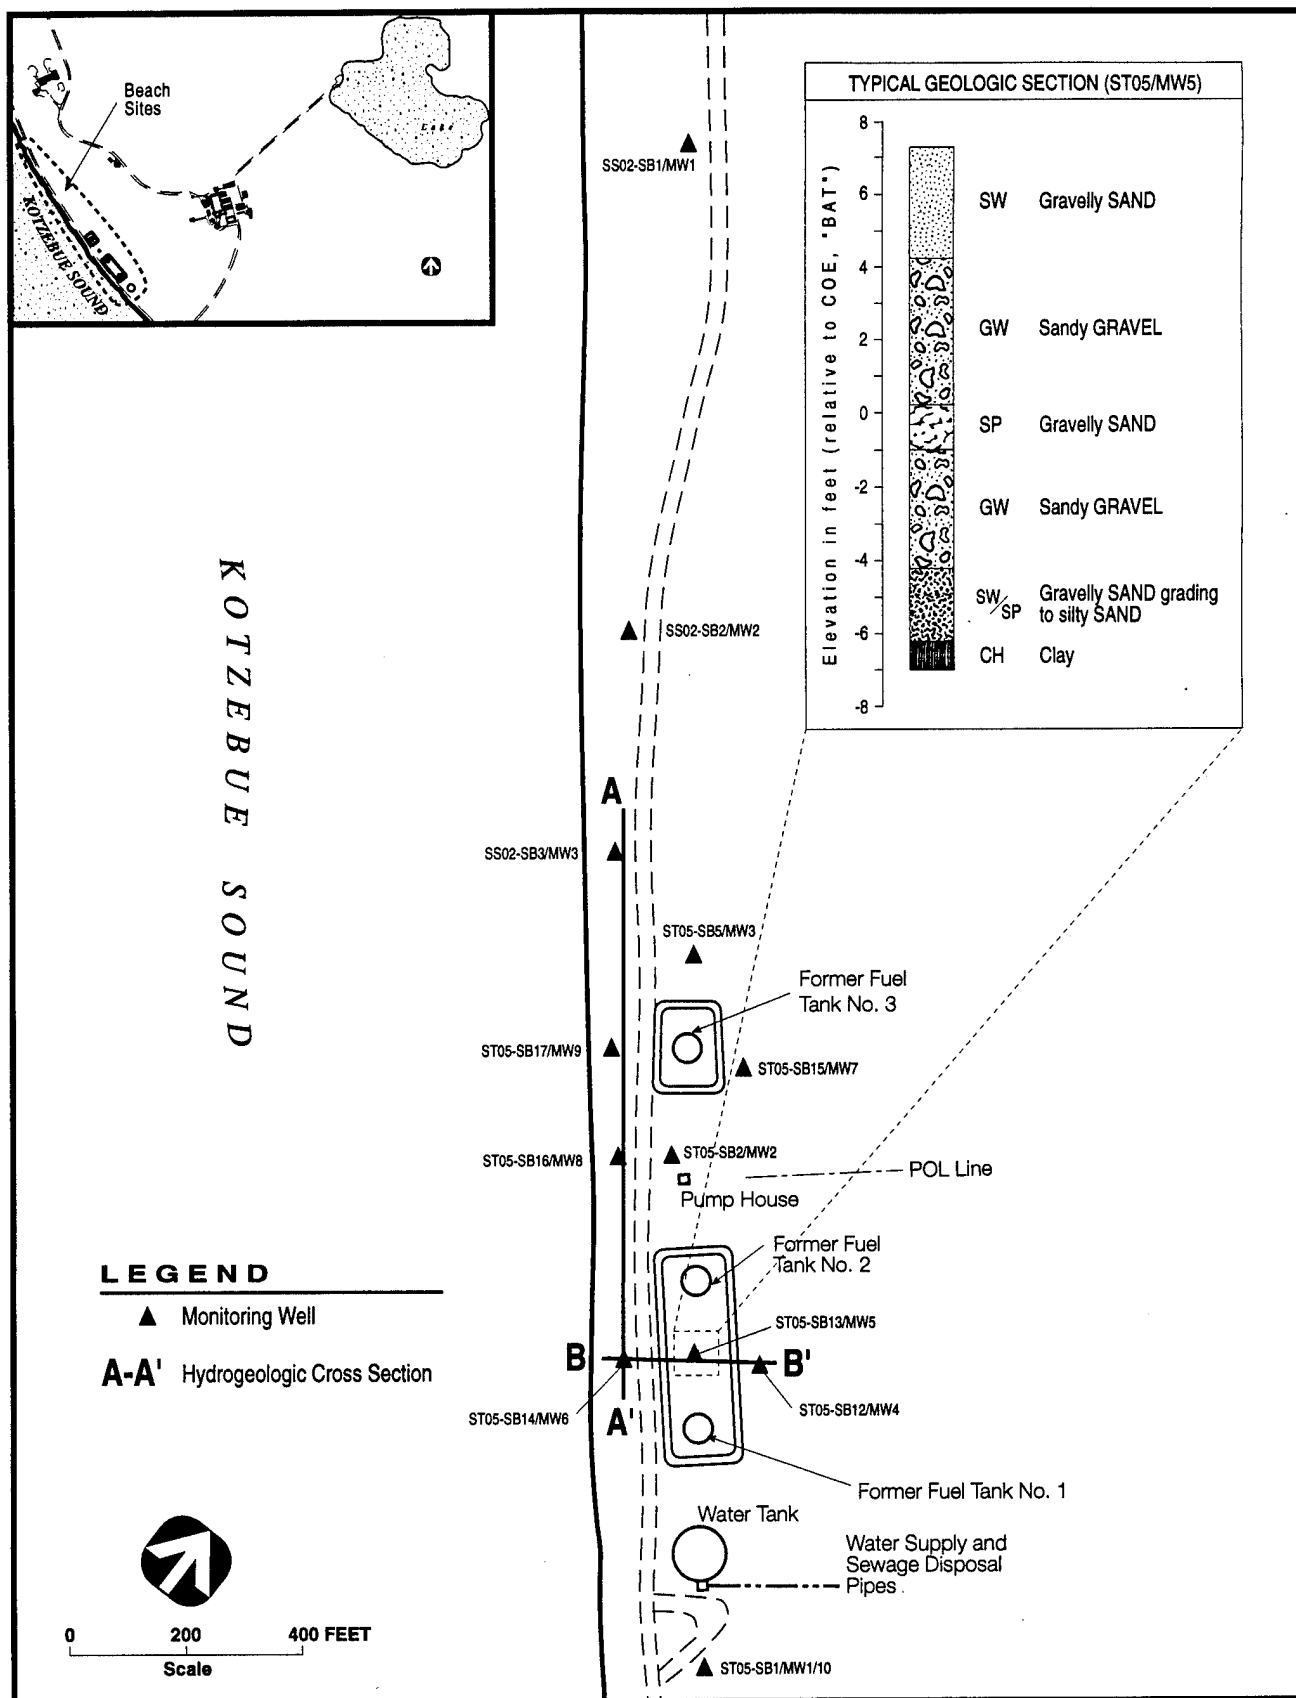 Beach
Sites
Lake
KOTZEBUE SOUND
TYPICAL GEOLOGIC SECTION (ST05/MW5)
Elevation in feet (relative to COE, "BAT")
8
6
4
2
0
-2
-4
-6
-8
SW Gravelly SAND
GW Sandy GRAVEL
SP Gravelly SAND
GW Sandy GRAVEL
SW/SP Gravelly SAND grading
to silty SAND
CH Clay
SS02-SB1/MW1
SS02-SB2/MW2
KOTZEBUE SOUND
A
SS02-SB3/MW3
ST05-SB5/MW3
Former Fuel
Tank No. 3
ST05-SB17/MW9
ST05-SB15/MW7
ST05-SB16/MW8
ST05-SB2/MW2
POL Line
Pump House
Former Fuel
Tank No. 2
ST05-SB13/MW5
B
B'
ST05-SB14/MW6
A'
ST05-SB12/MW4
Former Fuel Tank No. 1
Water Tank
Water Supply and
Sewage Disposal
Pipes
ST05-SB1/MW1/10
LEGEND
Monitoring Well
A-A' Hydrogeologic Cross Section
0 200 400 FEET
Scale